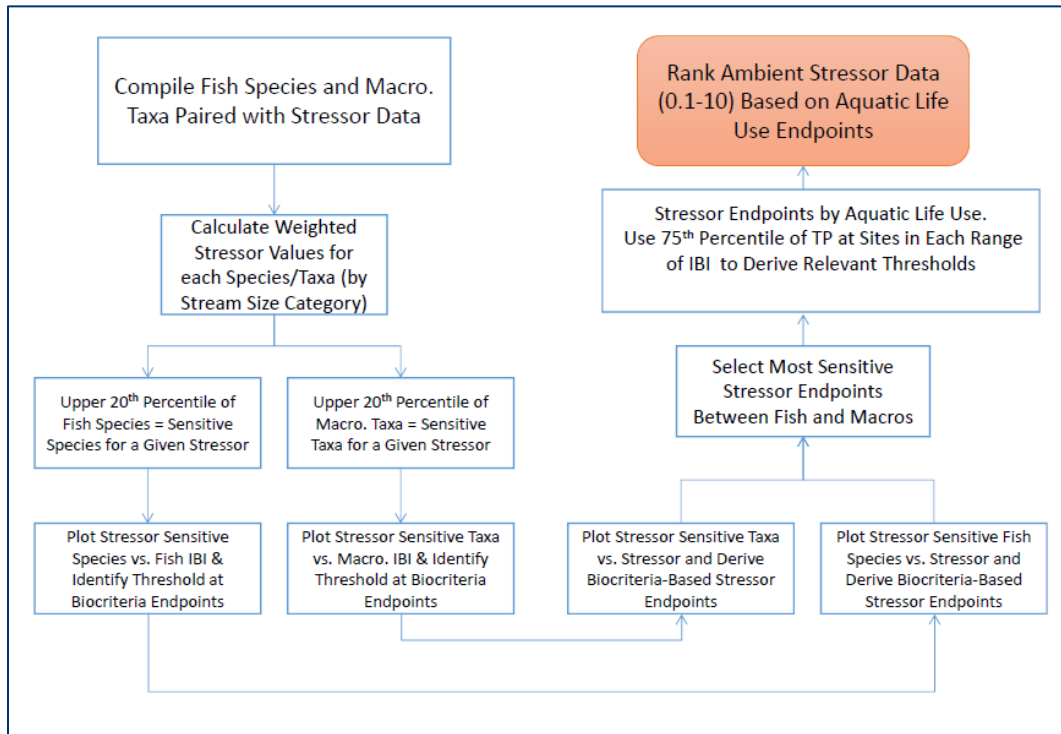 Compile Fish Species and Macro.
Taxa Paired with Stressor Data
Calculate Weighted
Stressor Values for
each Species/Taxa (by
Stream Size Category)
Upper 20th Percentile of
Fish Species = Sensitive
Species for a Given Stressor
Upper 20th Percentile of
Macro. Taxa = Sensitive
Taxa for a Given Stressor
Plot Stressor Sensitive
Species vs. Fish IBI &
Identify Threshold at
Biocriteria Endpoints
Plot Stressor Sensitive Taxa
vs. Macro. IBI & Identify
Threshold at Biocriteria
Endpoints
Plot Stressor Sensitive Taxa
vs. Stressor and Derive
Biocriteria-Based Stressor
Endpoints
Plot Stressor Sensitive Fish
Species vs. Stressor and
Derive Biocriteria-Based
Stressor Endpoints
Select Most Sensitive
Stressor Endpoints
Between Fish and Macros
Stressor Endpoints by Aquatic Life Use.
Use 75th Percentile of TP at Sites in Each Range
of IBI to Derive Relevant Thresholds
Rank Ambient Stressor Data
(0.1-10) Based on Aquatic Life
Use Endpoints